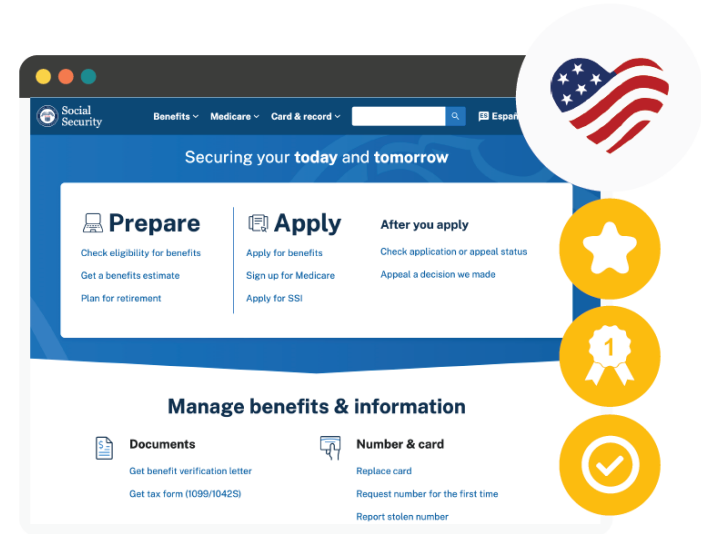 Social
Security
Benefits
Medicare
Card & record
ES
Securing your today and tomorrow
Prepare
Check eligibility for benefits
Get a benefits estimate
Plan for retirement
Apply
Apply for benefits
Sign up for Medicare
Apply for SSI
After you apply
Check application or appeal status
Appeal a decision we made
1
Manage benefits & information
Documents
Get benefit verification letter
Get tax form (1099/1042S)
Number & card
Replace card
Request number for the first time
Report stolen number